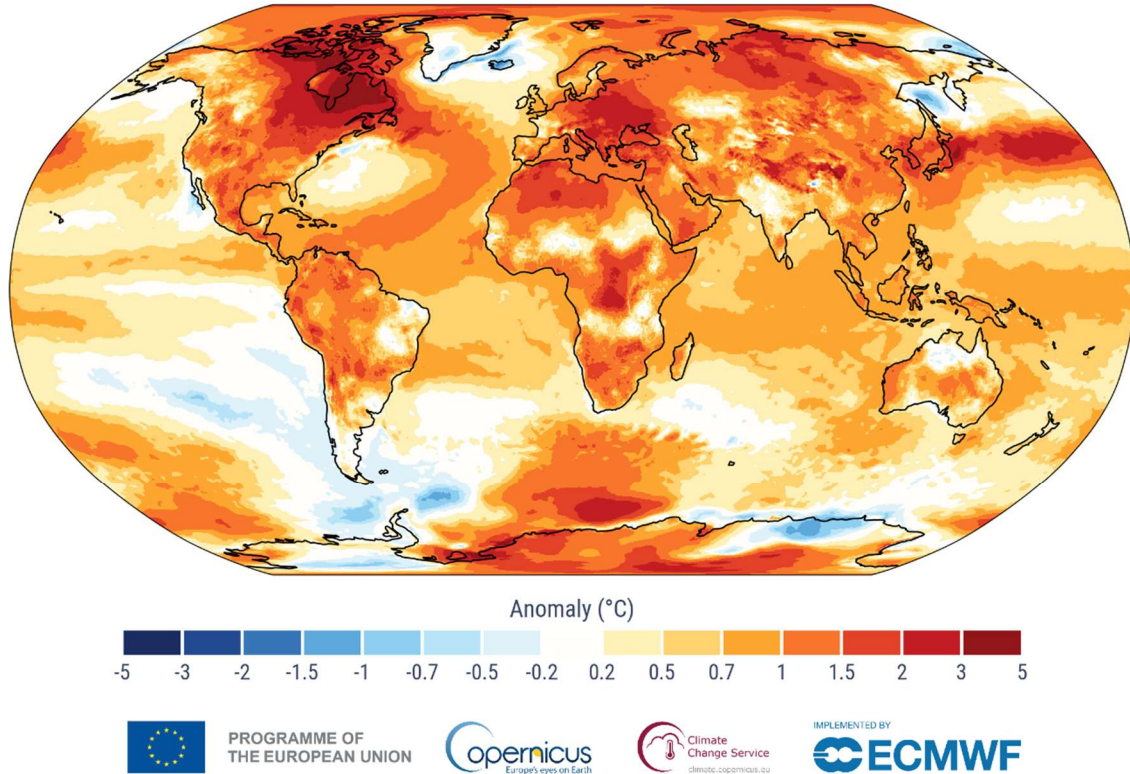 Anomaly (°C)
-5 -3 -2 -1.5 -1 -0.7 -0.5 -0.2 0.2 0.5 0.7 1 1.5 2 3 5
PROGRAMME OF
THE EUROPEAN UNION
Copernicus
Europe's eyes on Earth
Climate
Change Service
climate.copernicus.eu
IMPLEMENTED BY
ECMWF